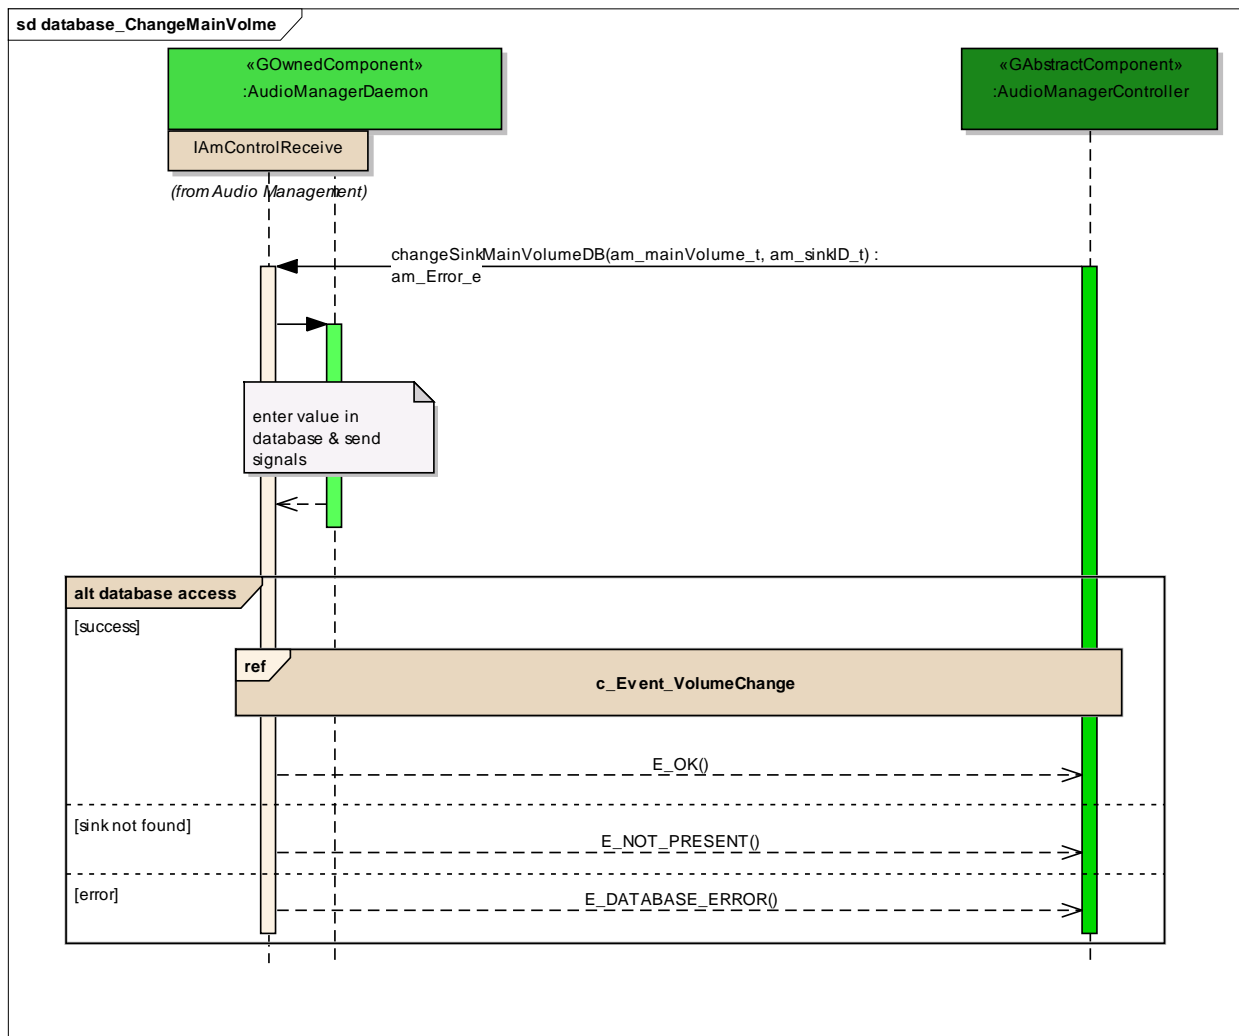 sd database_ChangeMainVolme
«GOwnedComponent»
:AudioManagerDaemon
«GAbstractComponent»
:AudioManagerController
IAmControlReceive
(from Audio Management)
changeSinkMainVolumeDB(am_mainVolume_t, am_sinkID_t) :
am_Error_e
enter value in
database & send
signals
alt database access
[success]
ref
c_Event_VolumeChange
E_OK()
[sink not found]
E_NOT_PRESENT()
[error]
E_DATABASE_ERROR()